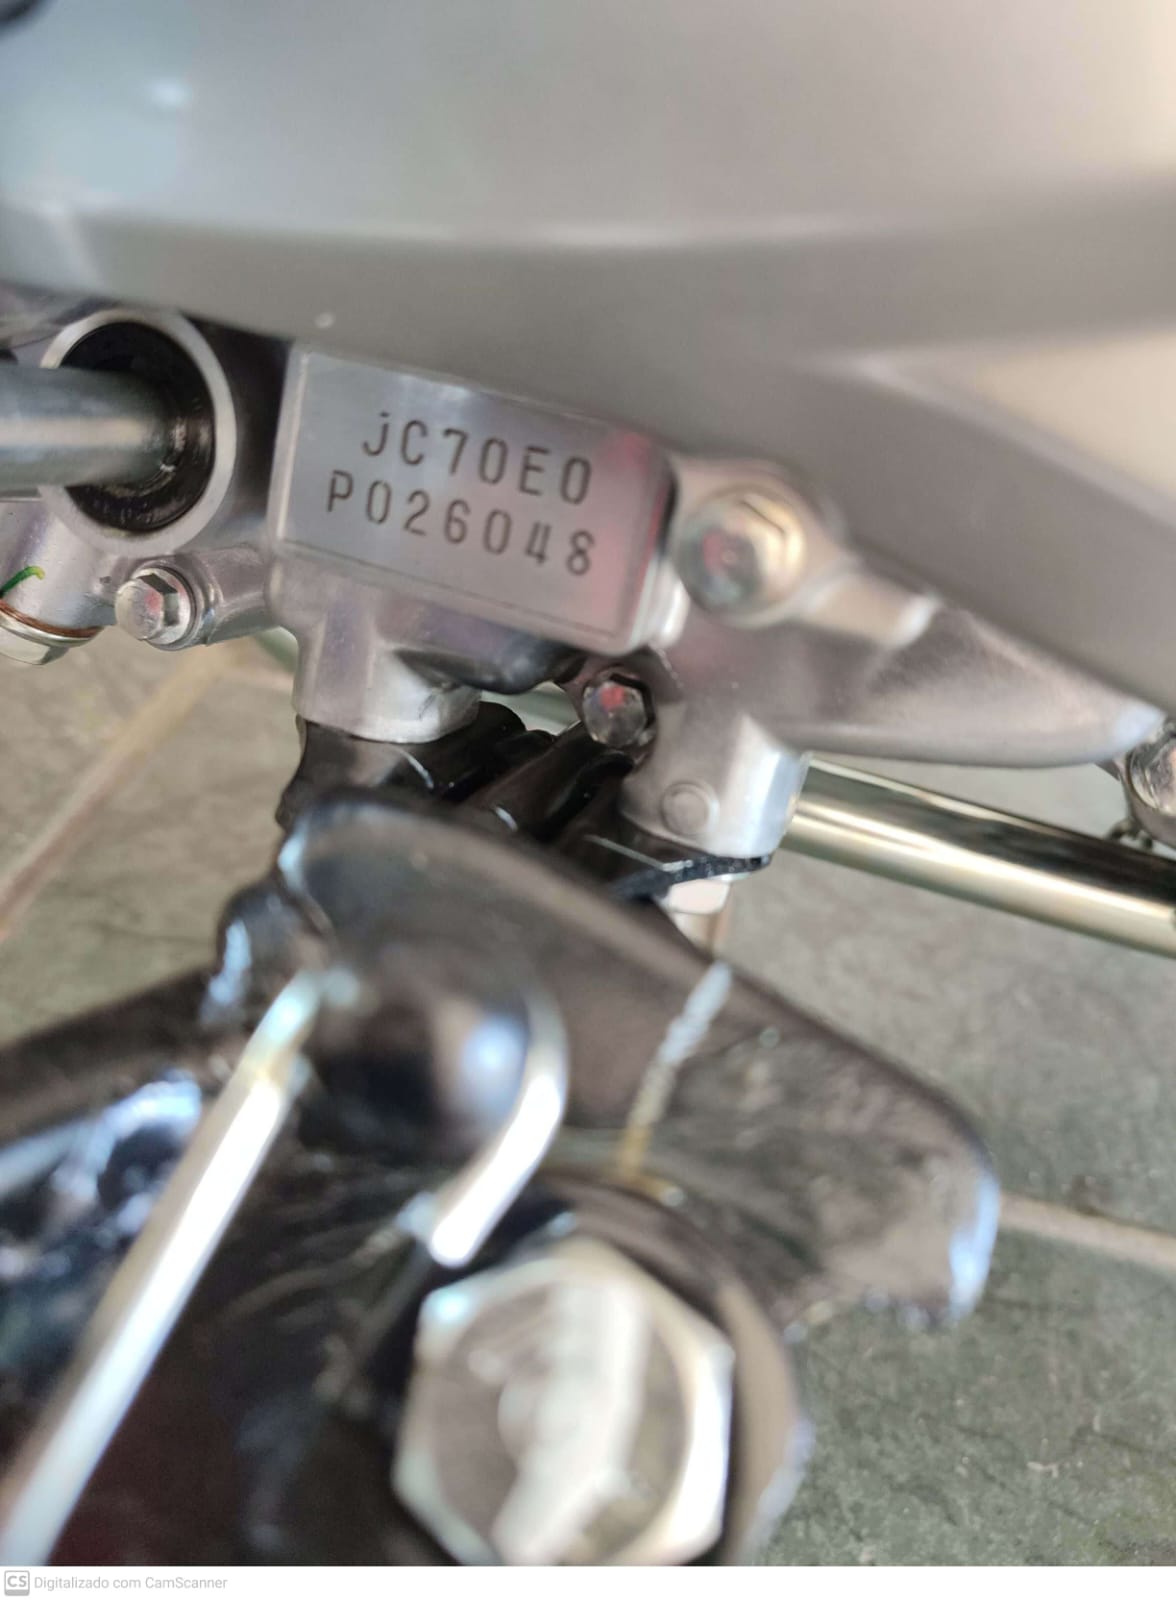 JC70E0
P026048
CS Digitalizado com CamScanner